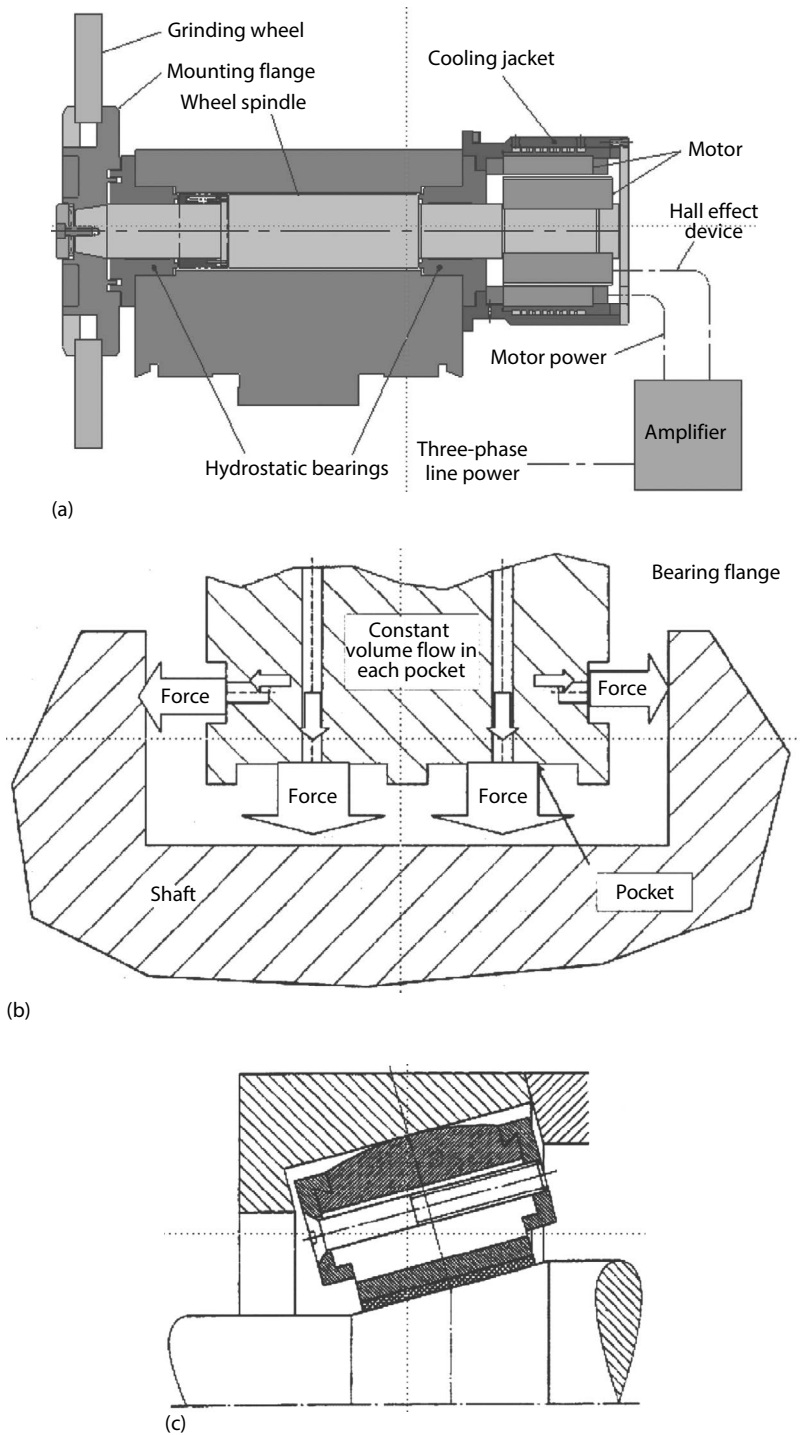 Grinding wheel
Mounting flange
Wheel spindle
Cooling jacket
Motor
Hall effect
device
Motor power
Amplifier
Three-phase
line power
Hydrostatic bearings
(a)
Bearing flange
Constant
volume flow in
each pocket
Force
Force
Force
Force
Shaft
Pocket
(b)
(c)